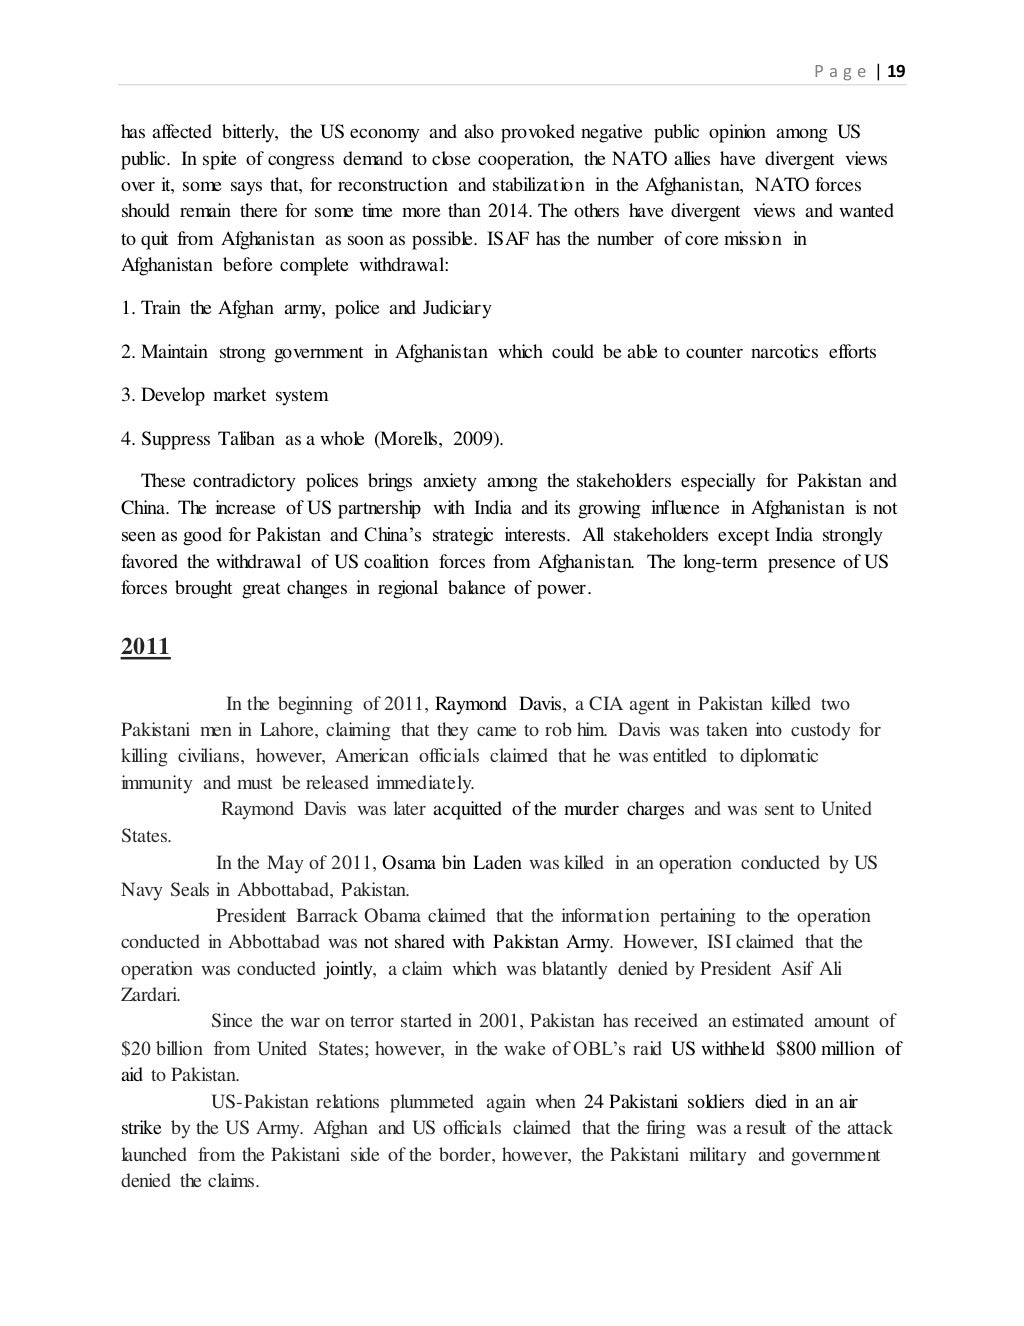 Page | 19
has affected bitterly, the US economy and also provoked negative public opinion among US
public. In spite of congress demand to close cooperation, the NATO allies have divergent views
over it, some says that, for reconstruction and stabilization in the Afghanistan, NATO forces
should remain there for some time more than 2014. The others have divergent views and wanted
to quit from Afghanistan as soon as possible. ISAF has the number of core mission in
Afghanistan before complete withdrawal:
1. Train the Afghan army, police and Judiciary
2. Maintain strong government in Afghanistan which could be able to counter narcotics efforts
3. Develop market system
4. Suppress Taliban as a whole (Morells, 2009).
These contradictory polices brings anxiety among the stakeholders especially for Pakistan and
China. The increase of US partnership with India and its growing influence in Afghanistan is not
seen as good for Pakistan and China’s strategic interests. All stakeholders except India strongly
favored the withdrawal of US coalition forces from Afghanistan. The long-term presence of US
forces brought great changes in regional balance of power.
2011
In the beginning of 2011, Raymond Davis, a CIA agent in Pakistan killed two
Pakistani men in Lahore, claiming that they came to rob him. Davis was taken into custody for
killing civilians, however, American officials claimed that he was entitled to diplomatic
immunity and must be released immediately.
Raymond Davis was later acquitted of the murder charges and was sent to United
States.
In the May of 2011, Osama bin Laden was killed in an operation conducted by US
Navy Seals in Abbottabad, Pakistan.
President Barrack Obama claimed that the information pertaining to the operation
conducted in Abbottabad was not shared with Pakistan Army. However, ISI claimed that the
operation was conducted jointly, a claim which was blatantly denied by President Asif Ali
Zardari.
Since the war on terror started in 2001, Pakistan has received an estimated amount of
$20 billion from United States; however, in the wake of OBL’s raid US withheld $800 million of
aid to Pakistan.
US-Pakistan relations plummeted again when 24 Pakistani soldiers died in an air
strike by the US Army. Afghan and US officials claimed that the firing was a result of the attack
launched from the Pakistani side of the border, however, the Pakistani military and government
denied the claims.